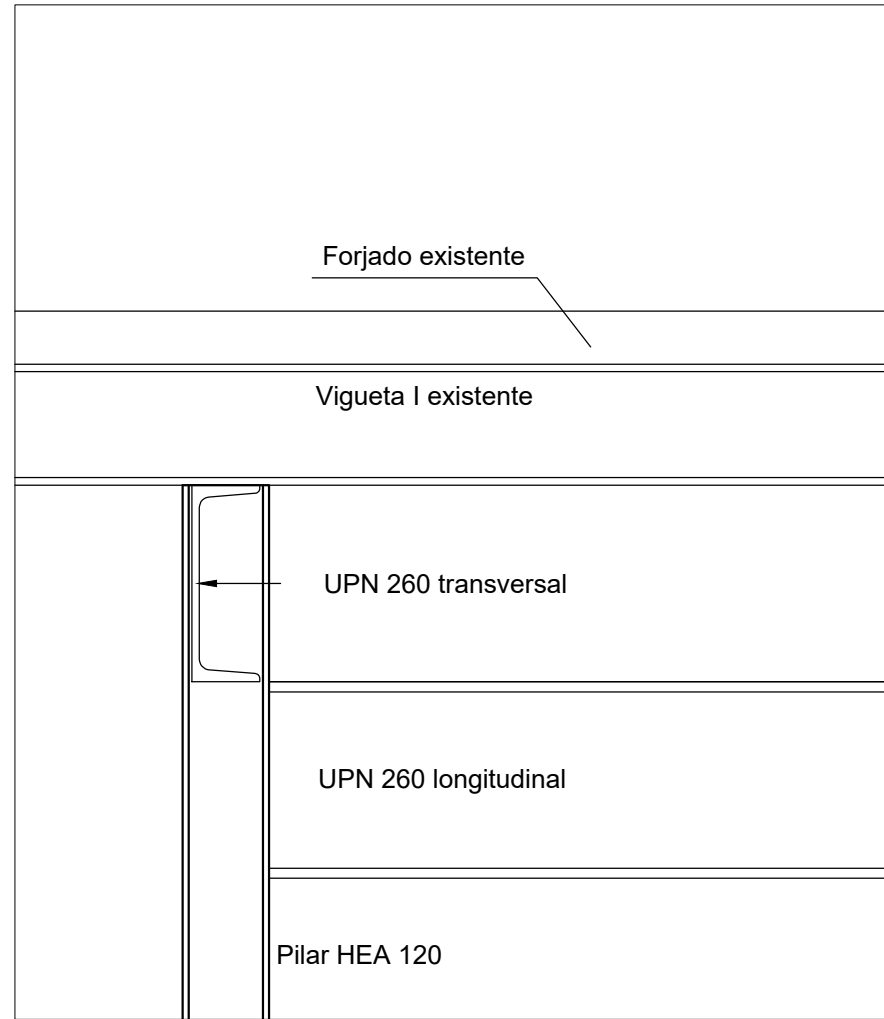 Forjado existente
Vigueta I existente
UPN 260 transversal
UPN 260 longitudinal
Pilar HEA 120